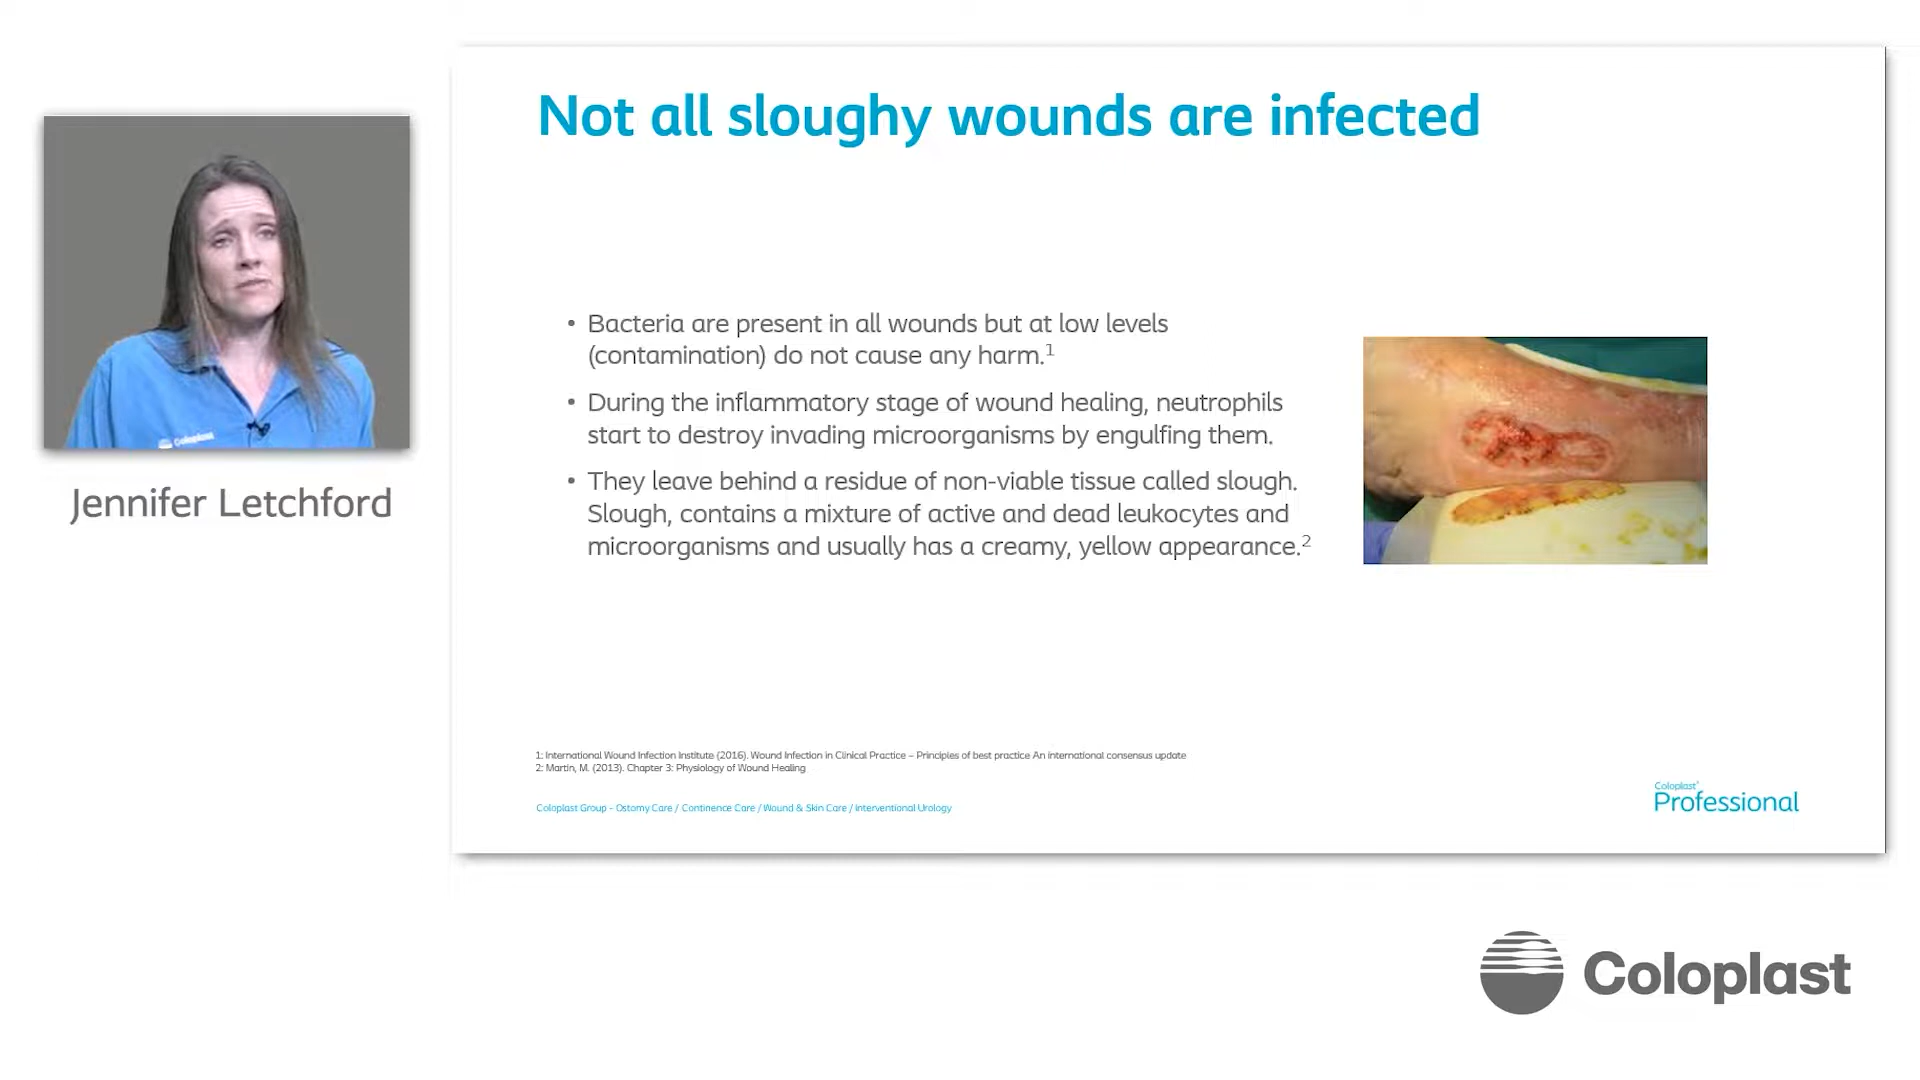 Not all sloughy wounds are infected
Coloplast
Jennifer Letchford
• Bacteria are present in all wounds but at low levels
(contamination) do not cause any harm.1
• During the inflammatory stage of wound healing, neutrophils
start to destroy invading microorganisms by engulfing them.
• They leave behind a residue of non-viable tissue called slough.
Slough, contains a mixture of active and dead leukocytes and
microorganisms and usually has a creamy, yellow appearance.2
1: International Wound Infection Institute (2016). Wound Infection in Clinical Practice – Principles of best practice An international consensus update
2: Martin, M. (2013). Chapter 3: Physiology of Wound Healing
Coloplast Group - Ostomy Care / Continence Care / Wound & Skin Care / Interventional Urology
Coloplast®
Professional
Coloplast